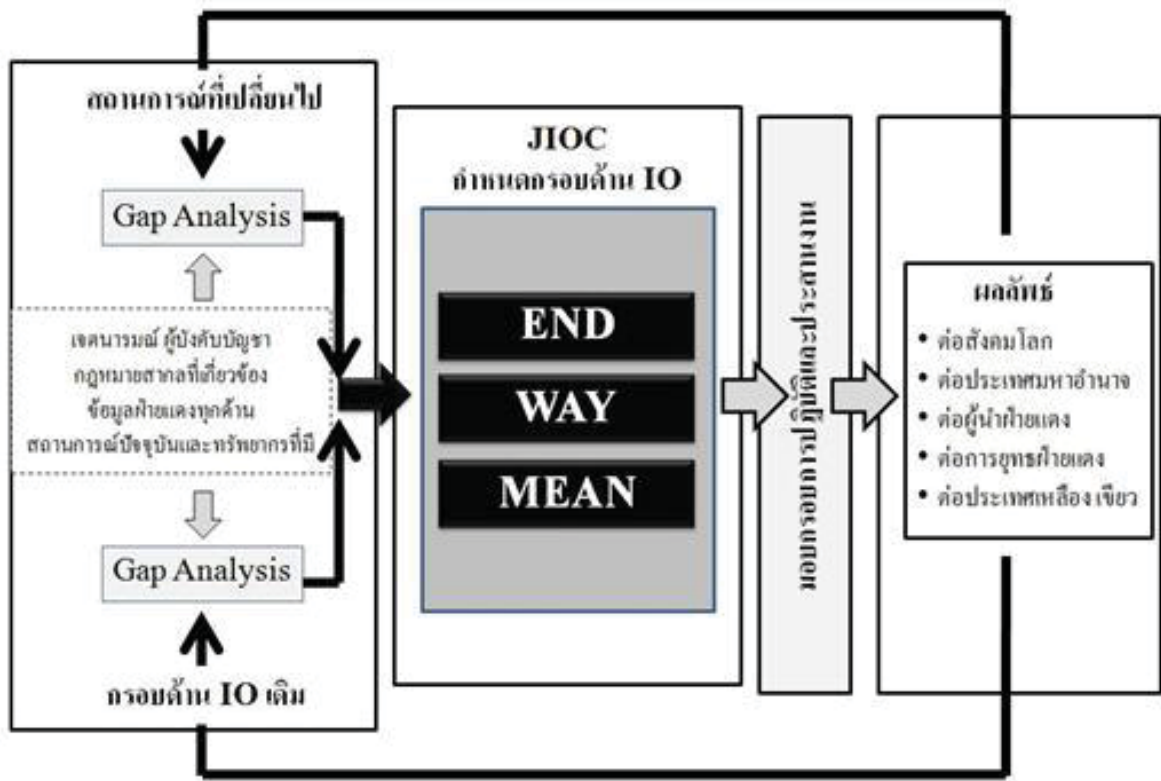 สถานการณ์ที่เปลี่ยนไป
Gap Analysis
เจตนารมณ์ ผู้บังคับบัญชา
กฎหมายสากลที่เกี่ยวข้อง
ข้อมูลฝ่ายแดงทุกด้าน
สถานการณ์ปัจจุบันและทรัพยากรที่มี
Gap Analysis
กรอบด้าน IO เดิม
JIOC
กำหนดกรอบด้าน IO
END
WAY
MEAN
มอบกรอบการปฏิบัติและประสานงาน
ผลลัพธ์
• ต่อสังคมโลก
• ต่อประเทศมหาอำนาจ
• ต่อผู้นำฝ่ายแดง
• ต่อการยุทธฝ่ายแดง
• ต่อประเทศเหลือง เขียว